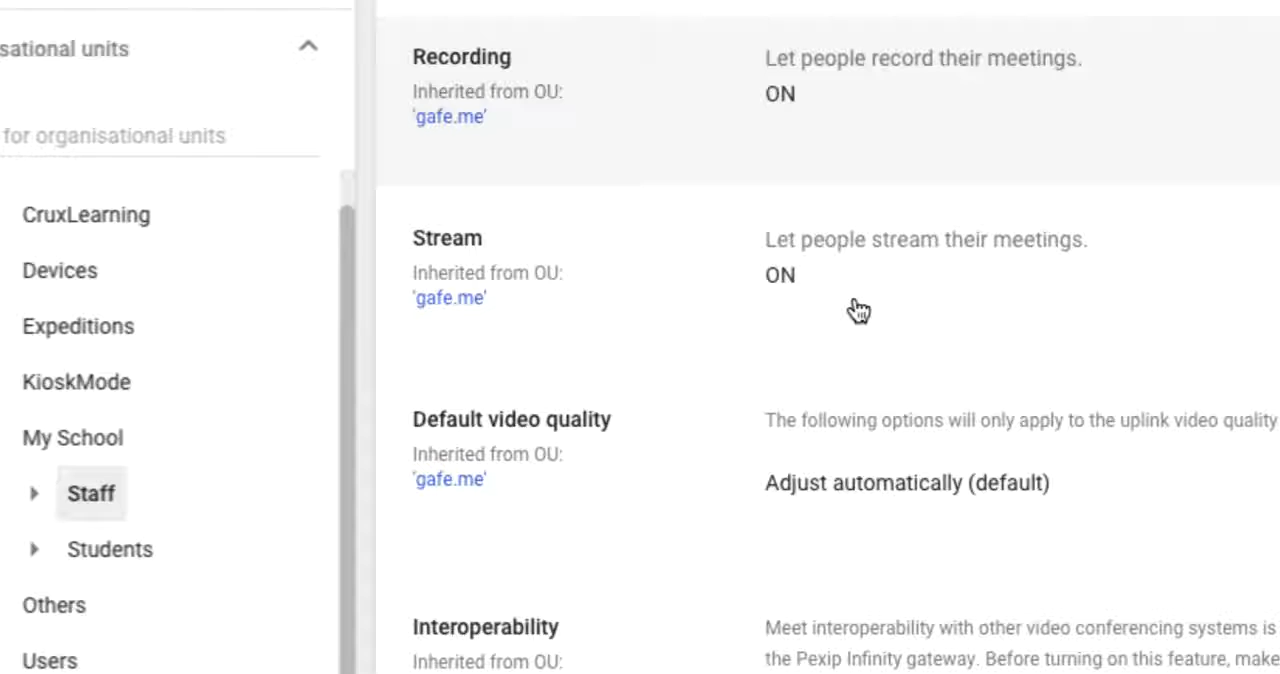 sational units
for organisational units
CruxLearning
Devices
Expeditions
KioskMode
My School
Staff
Students
Others
Users
Recording
Inherited from OU:
'gafe.me'
Let people record their meetings.
ON
Stream
Inherited from OU:
'gafe.me'
Let people stream their meetings.
ON
Default video quality
Inherited from OU:
'gafe.me'
The following options will only apply to the uplink video quality
Adjust automatically (default)
Interoperability
Inherited from OU:
Meet interoperability with other video conferencing systems is
the Pexip Infinity gateway. Before turning on this feature, make